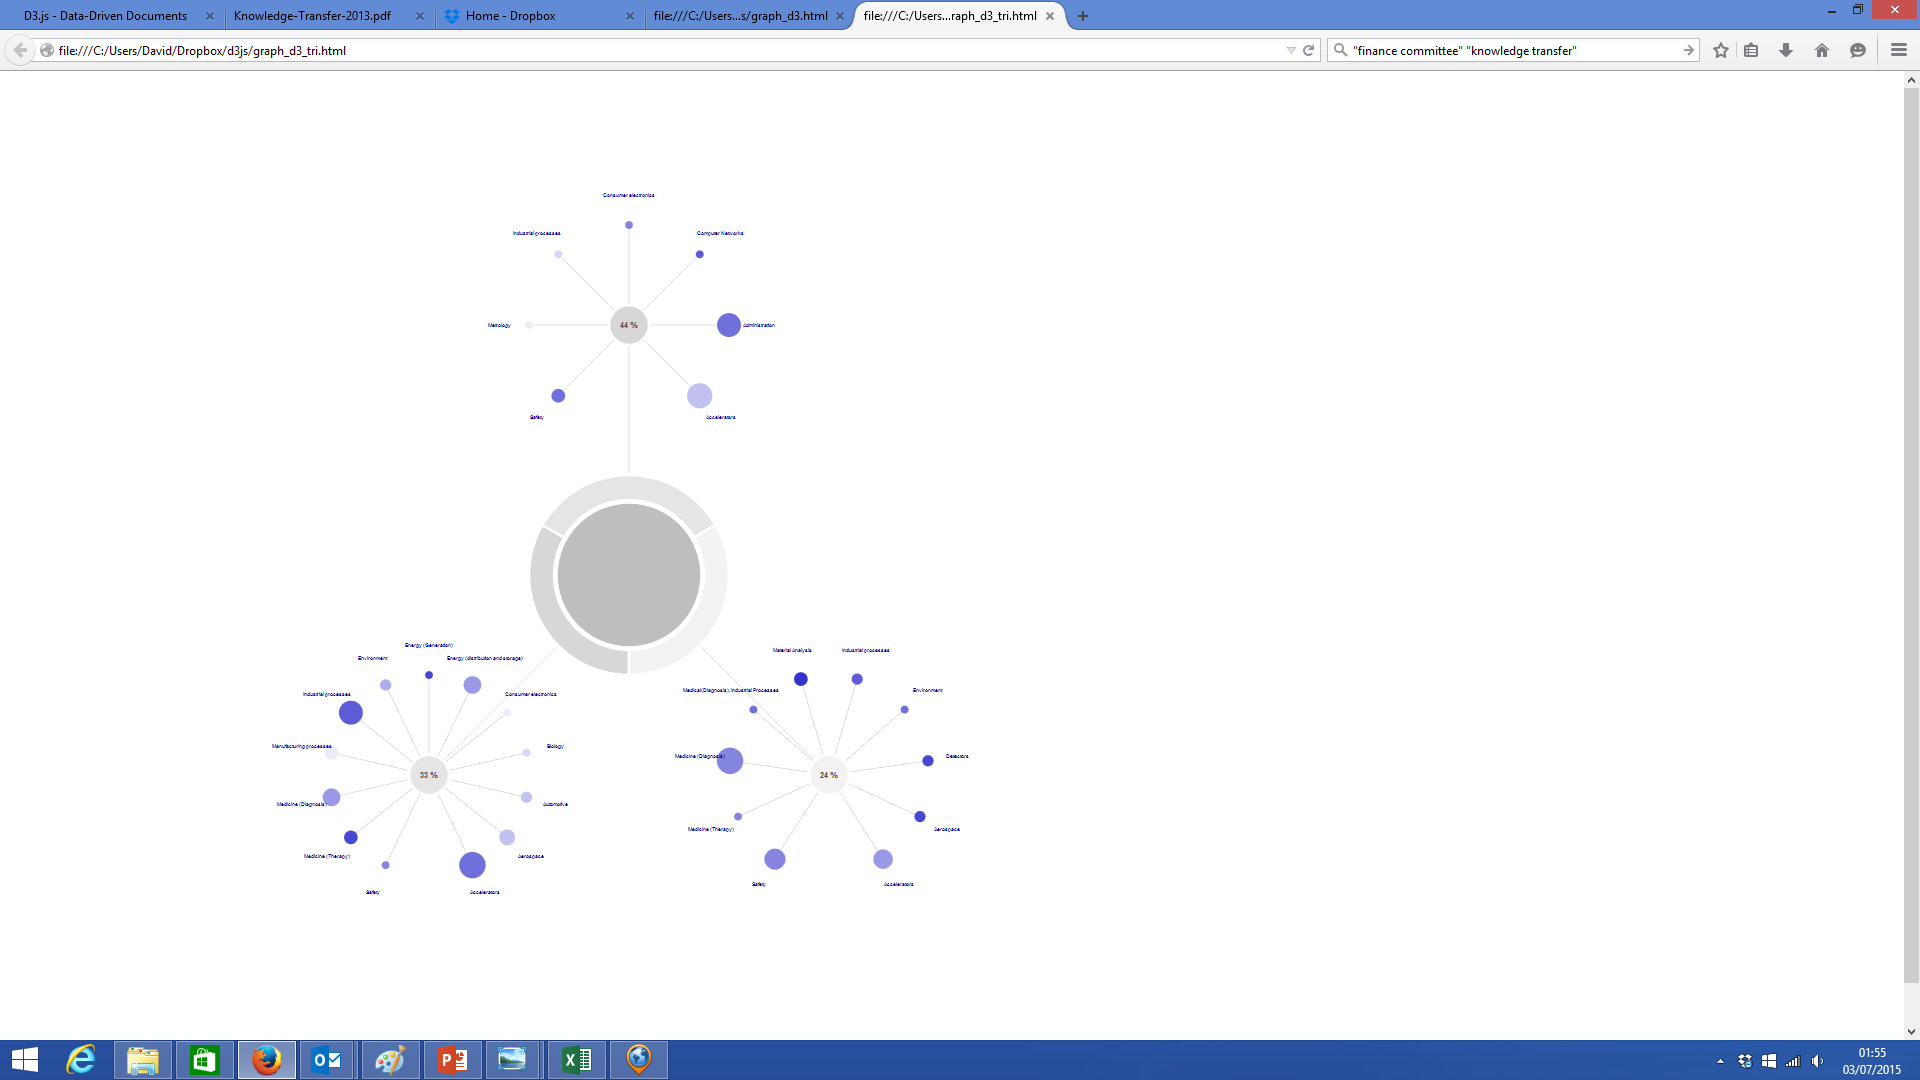 D3.js - Data-Driven Documents
Knowledge-Transfer-2013.pdf
Home - Dropbox
file:///C:/Users...s/graph_d3.html
file:///C:/Users...raph_d3_tri.html
file:///C:/Users/David/Dropbox/d3js/graph_d3_tri.html
"finance committee" "knowledge transfer"
Consumer electronics
Industrial processes
Computer Networks
Metrology
44 %
Administration
Safety
Accelerators
Energy (Generation)
Environment
Energy (distribution and storage)
Industrial processes
Consumer electronics
Manufacturing processes
Biology
33 %
Medicine (Diagnosis)
Automotive
Medicine (Therapy)
Aerospace
Safety
Accelerators
Material Analysis
Industrial processes
Medical(Diagnosis), Industrial Processes
Environment
Medicine (Diagnosis)
Detectors
24 %
Medicine (Therapy)
Aerospace
Safety
Accelerators
01:55
03/07/2015